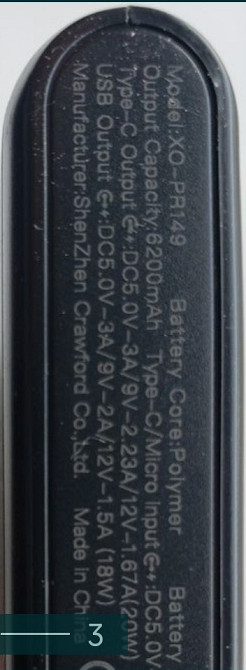 Model:XO-PR149 Battery Core:Polymer Battery
Output Capacity:6200mAh Type-C/Micro Input⎓:DC5.0V
Type-C Output⎓:DC5.0V-3A/9V-2.23A/12V-1.67A(20W)
USB Output⎓:DC5.0V-3A/9V-2A/12V-1.5A (18W)
Manufacturer:ShenZhen Crawford Co.,Ltd. Made in China
3